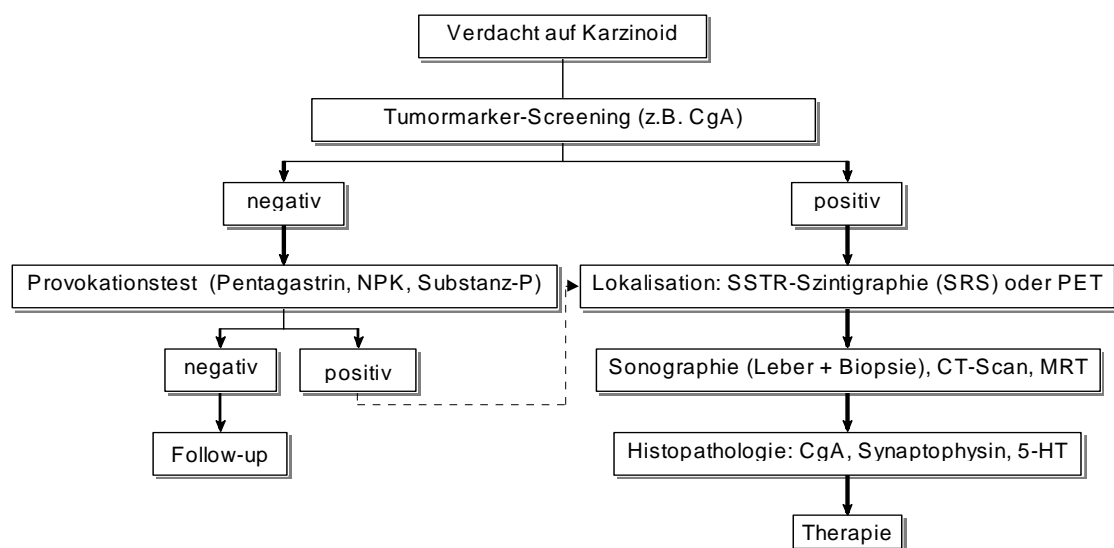 Verdacht auf Karzinoid
Tumormarker-Screening (z.B. CgA)
negativ
positiv
Provokationstest (Pentagastrin, NPK, Substanz-P)
Lokalisation: SSTR-Szintigraphie (SRS) oder PET
negativ
positiv
Sonographie (Leber + Biopsie), CT-Scan, MRT
Follow-up
Histopathologie: CgA, Synaptophysin, 5-HT
Therapie